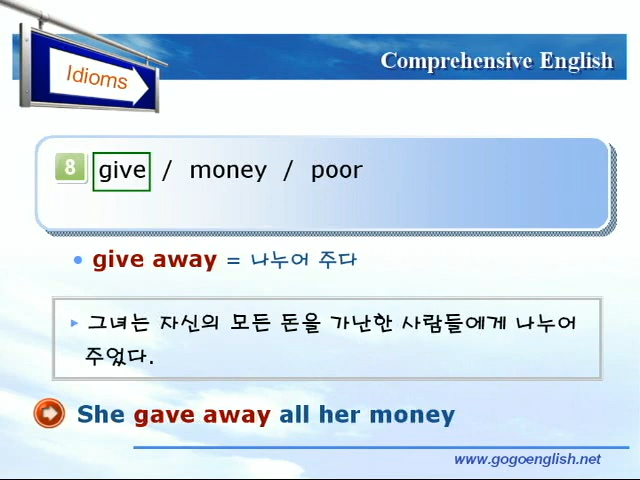 Idioms
Comprehensive English
8 give / money / poor
• give away = 나누어 주다
▸ 그녀는 자신의 모든 돈을 가난한 사람들에게 나누어
주었다.
She gave away all her money
www.gogoenglish.net